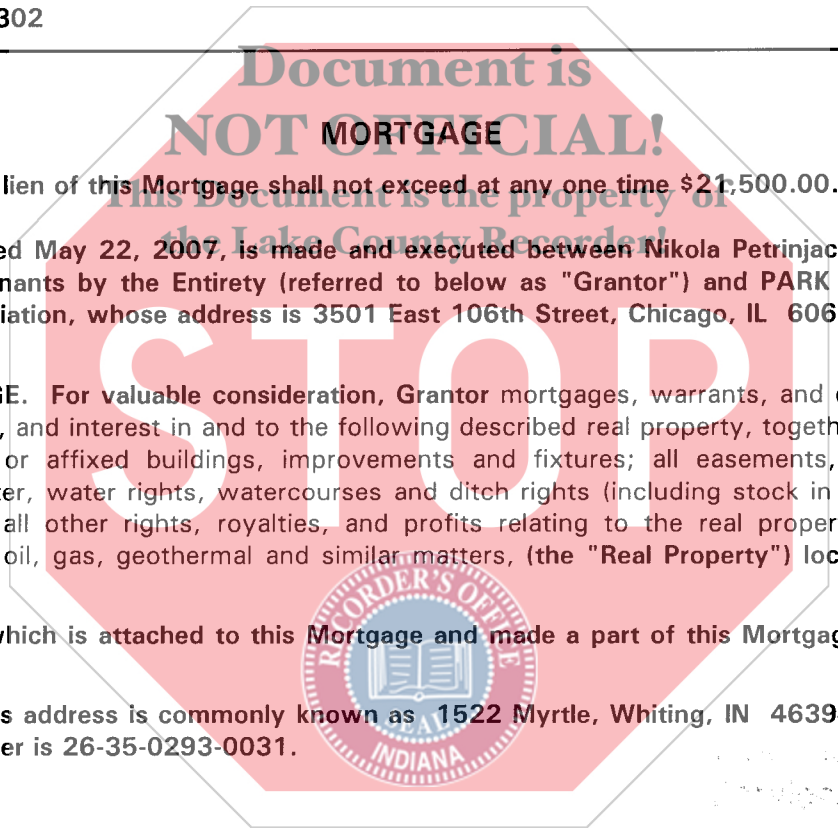 302
Document is
NOT OFFICIAL!
MORTGAGE
lien of this Mortgage shall not exceed at any one time $21,500.00.
This Document is the property of
the Lake County Recorder!
ed May 22, 2007, is made and executed between Nikola Petrinjac
nants by the Entirety (referred to below as "Grantor") and PARK
iation, whose address is 3501 East 106th Street, Chicago, IL 606
STOP
GE. For valuable consideration, Grantor mortgages, warrants, and
, and interest in and to the following described real property, togeth
or affixed buildings, improvements and fixtures; all easements,
ter, water rights, watercourses and ditch rights (including stock in
all other rights, royalties, and profits relating to the real proper
oil, gas, geothermal and similar matters, (the "Real Property") loc
RECORDER'S OFFICE
which is attached to this Mortgage and made a part of this Mortgag
s address is commonly known as 1522 Myrtle, Whiting, IN 4639
SEAL
er is 26-35-0293-0031.
INDIANA